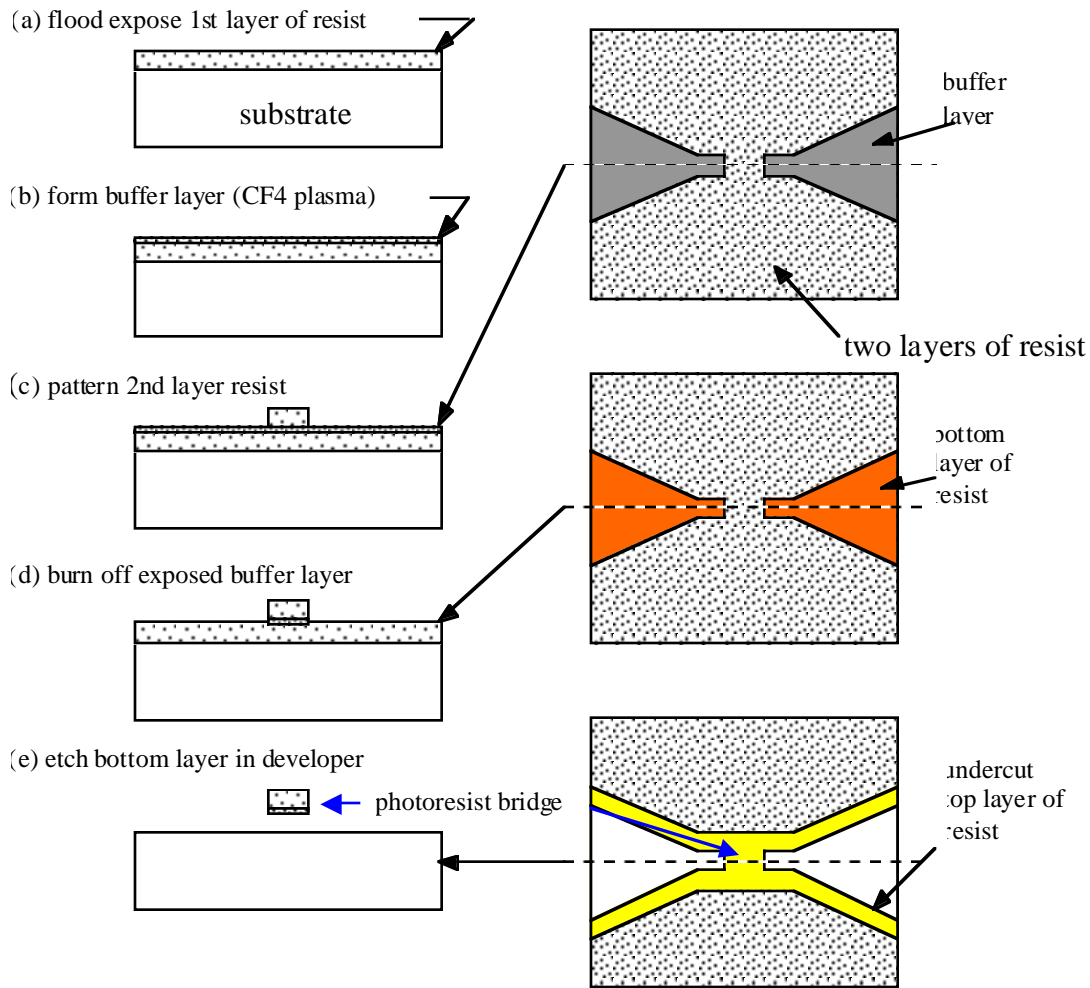 (a) flood expose 1st layer of resist
substrate
(b) form buffer layer (CF4 plasma)
(c) pattern 2nd layer resist
(d) burn off exposed buffer layer
(e) etch bottom layer in developer
photoresist bridge
buffer
layer
two layers of resist
bottom
layer of
resist
undercut
top layer of
resist